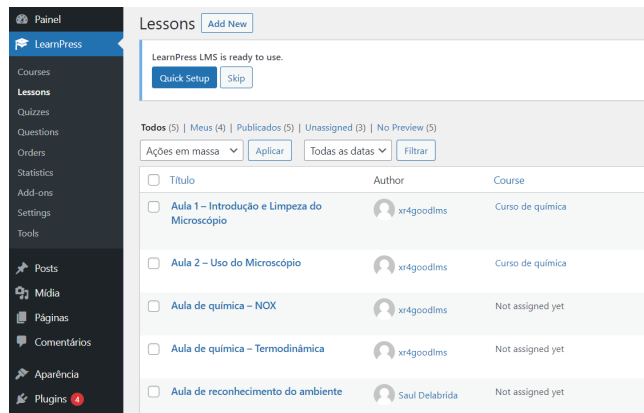 Painel
LearnPress
Courses
Lessons
Quizzes
Questions
Orders
Statistics
Add-ons
Settings
Tools
Posts
Mídia
Páginas
Comentários
Aparência
Plugins 4
Lessons Add New
LearnPress LMS is ready to use.
Quick Setup Skip
Todos (5) | Meus (4) | Publicados (5) | Unassigned (3) | No Preview (5)
Ações em massa Aplicar Todas as datas Filtrar
Título Author Course
Aula 1 – Introdução e Limpeza do
Microscópio xr4goodlms Curso de química
Aula 2 – Uso do Microscópio xr4goodlms Curso de química
Aula de química – NOX xr4goodlms Not assigned yet
Aula de química – Termodinâmica xr4goodlms Not assigned yet
Aula de reconhecimento do ambiente Saul Delabrida Not assigned yet